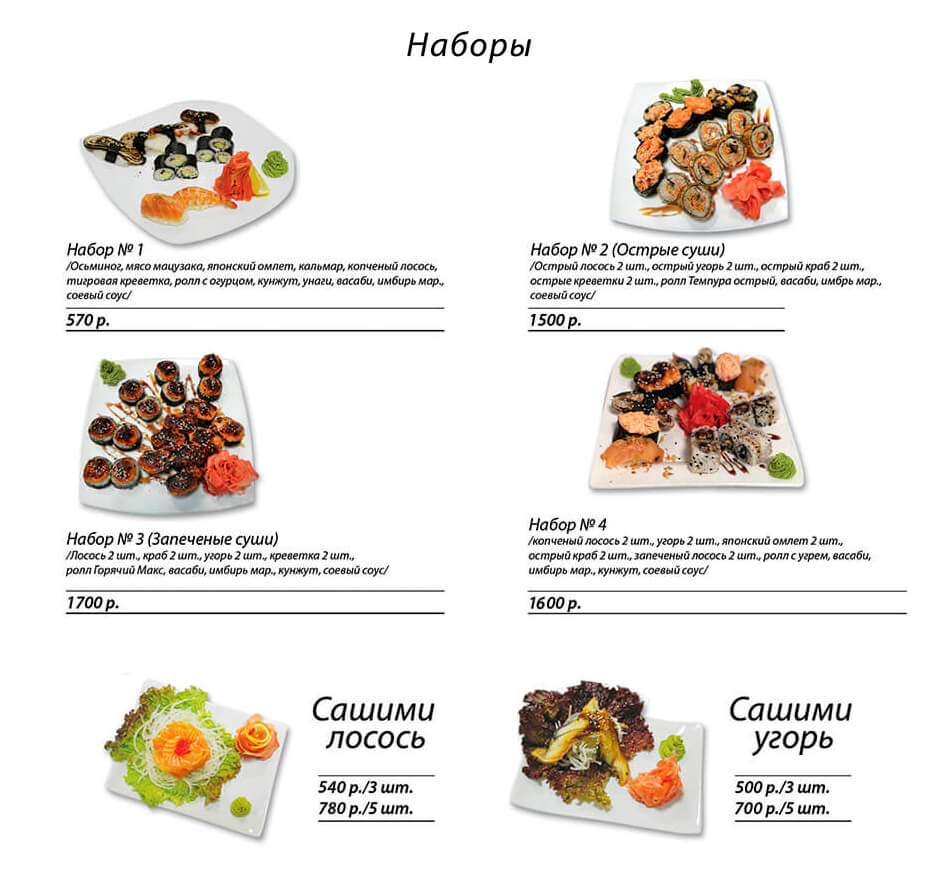 Наборы
Набор № 1
/Осьминог, мясо мацузака, японский омлет, кальмар, копченый лосось,
тигровая креветка, ролл с огурцом, кунжут, унаги, васаби, имбирь мар.,
соевый соус/
570 р.
Набор № 2 (Острые суши)
/Острый лосось 2 шт., острый угорь 2 шт., острый краб 2 шт.,
острые креветки 2 шт., ролл Темпура острый, васаби, имбрь мар.,
соевый соус/
1500 р.
Набор № 3 (Запеченые суши)
/Лосось 2 шт., краб 2 шт., угорь 2 шт., креветка 2 шт.,
ролл Горячий Макс, васаби, имбирь мар., кунжут, соевый соус/
1700 р.
Набор № 4
/копченый лосось 2 шт., угорь 2 шт., японский омлет 2 шт.,
острый краб 2 шт., запеченый лосось 2 шт., ролл с угрем, васаби,
имбирь мар., кунжут, соевый соус/
1600 р.
Сашими
лосось
540 р./3 шт.
780 р./5 шт.
Сашими
угорь
500 р./3 шт.
700 р./5 шт.